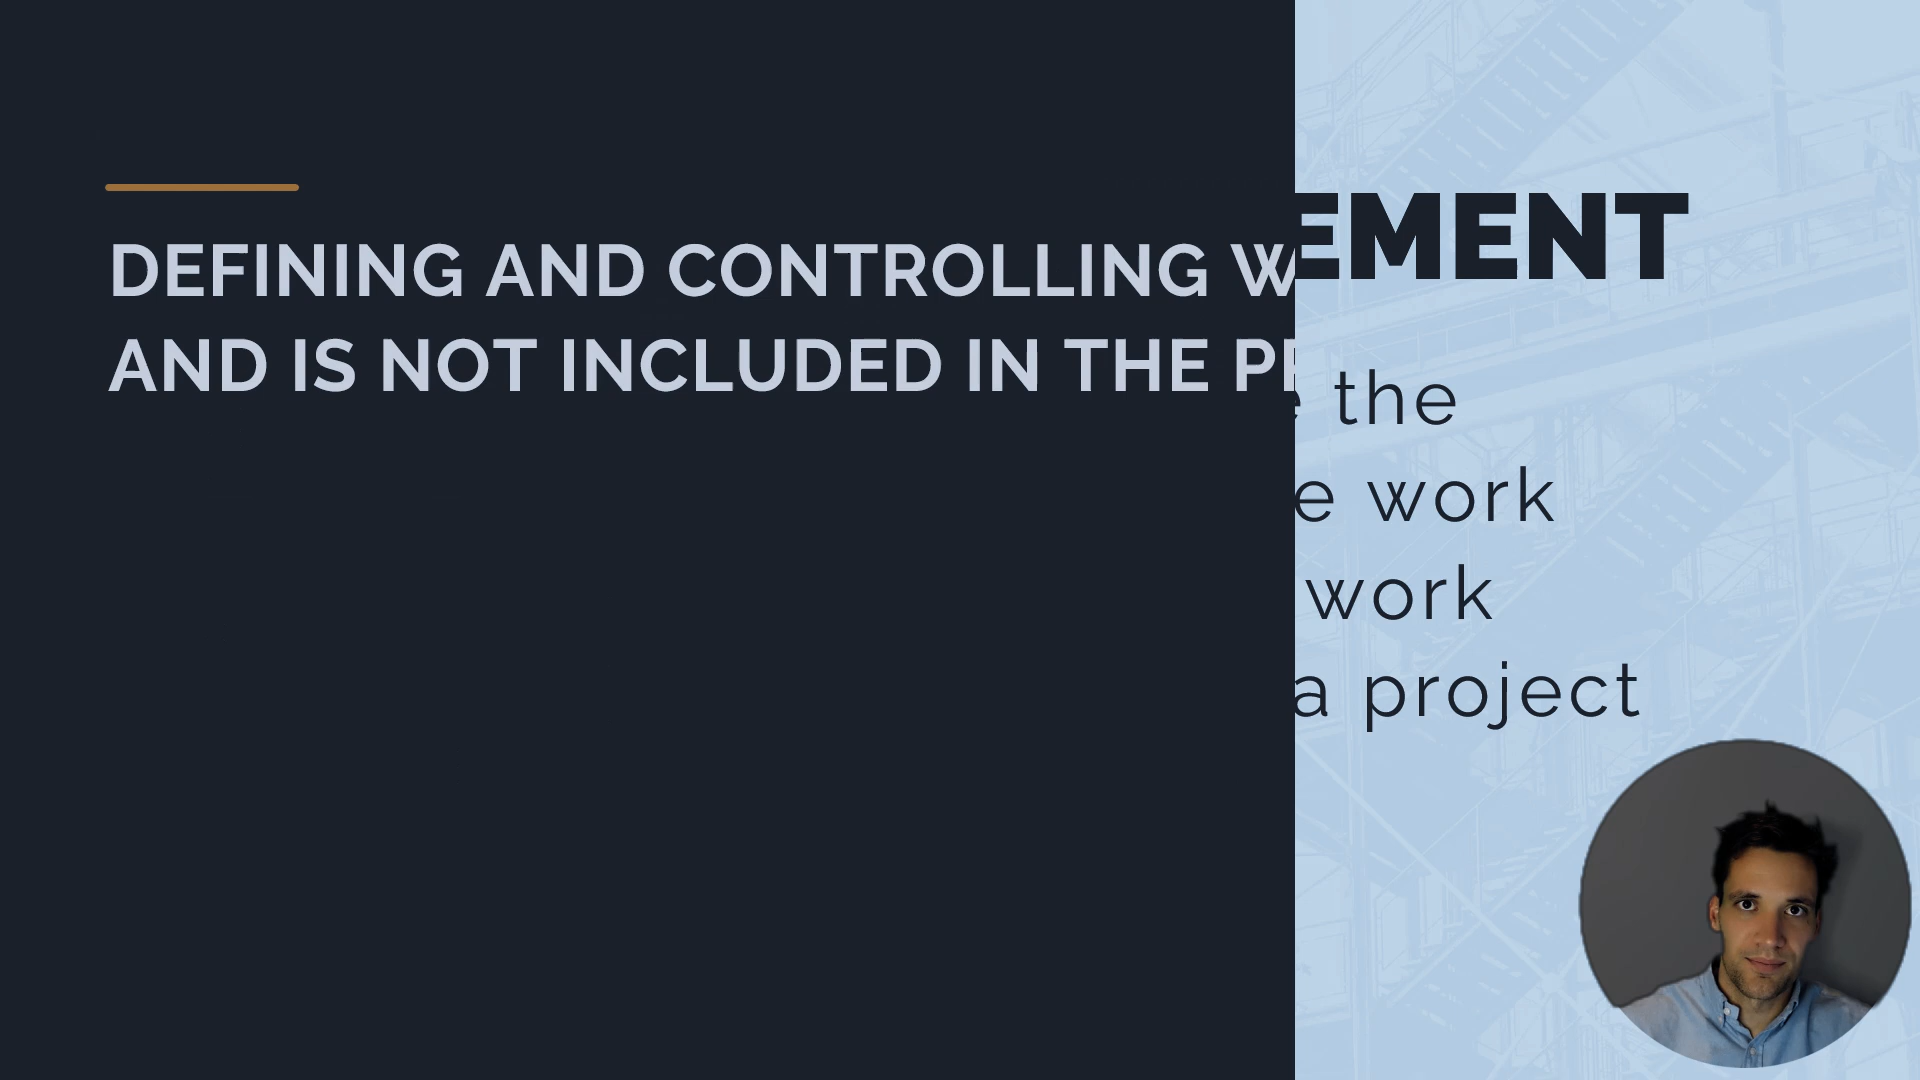 DEFINING AND CONTROLLING
AND IS NOT INCLUDED IN THE
EMENT
the
e work
work
a project